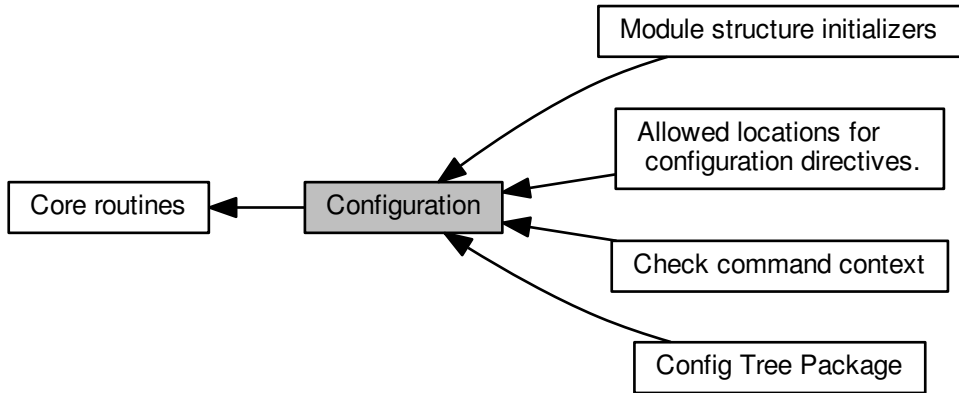 Module structure initializers
Allowed locations for
configuration directives.
Core routines
Configuration
Check command context
Config Tree Package